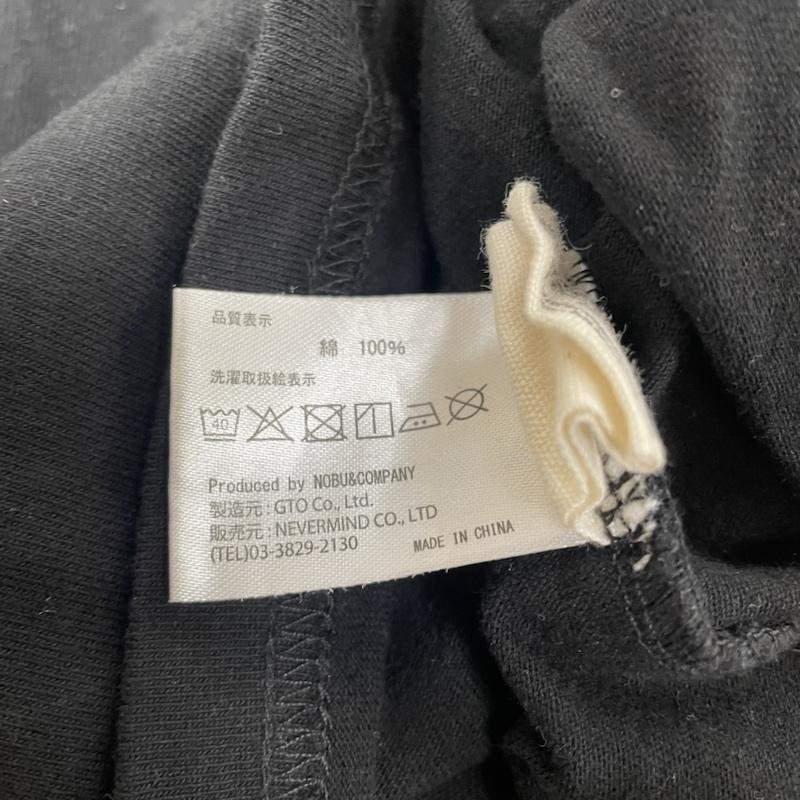 品質表示
綿 100%
洗濯取扱絵表示
40
Produced by NOBU&COMPANY
製造元：GTO Co., Ltd.
販売元：NEVERMIND CO., LTD
(TEL)03-3829-2130
MADE IN CHINA